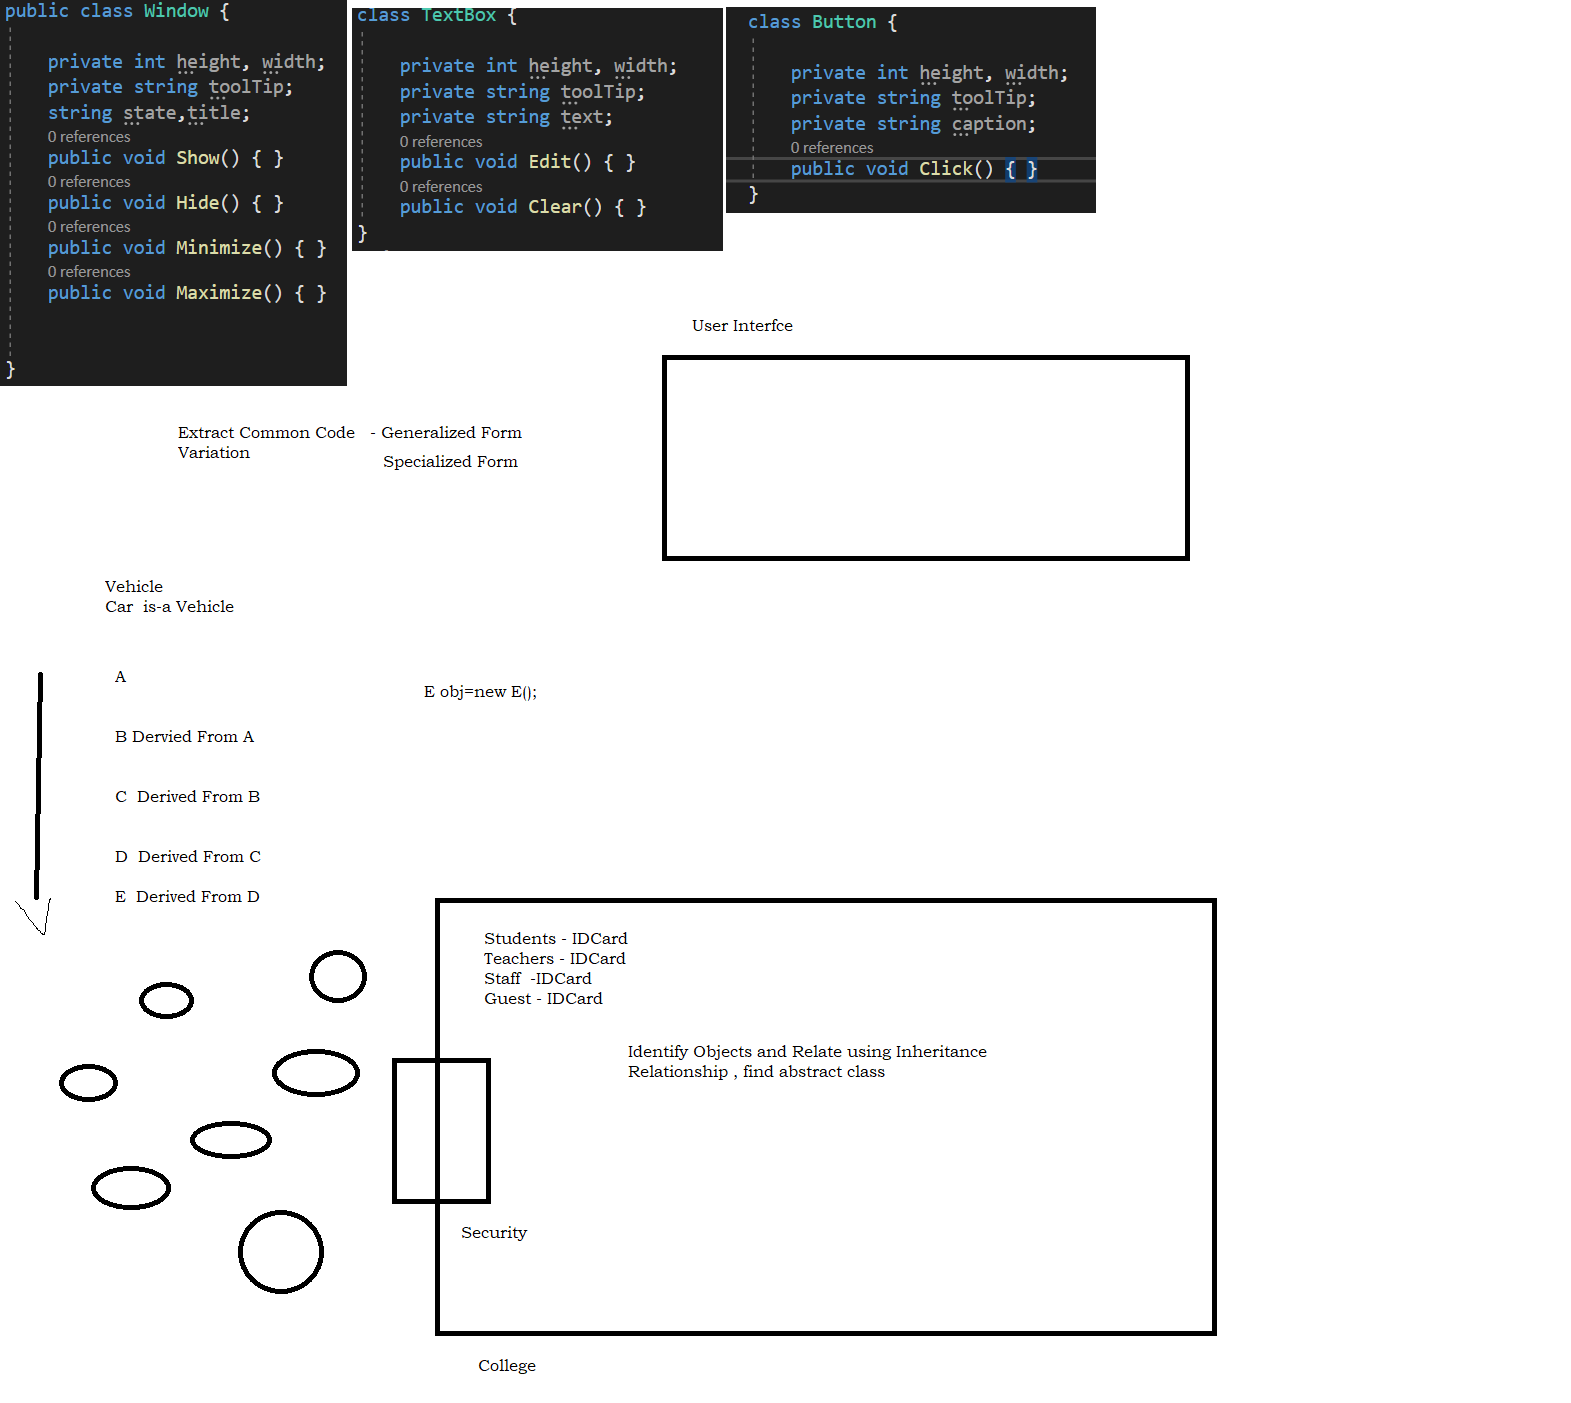 public class Window {
private int height, width;
private string toolTip;
string state,title;
0 references
public void Show() { }
0 references
public void Hide() { }
0 references
public void Minimize() { }
0 references
public void Maximize() { }
}
class TextBox {
private int height, width;
private string toolTip;
private string text;
0 references
public void Edit() { }
0 references
public void Clear() { }
}
class Button {
private int height, width;
private string toolTip;
private string caption;
0 references
public void Click() { }
}
User Interfce
Extract Common Code - Generalized Form
Variation
Specialized Form
Vehicle
Car is-a Vehicle
A
E obj=new E();
B Dervied From A
C Derived From B
D Derived From C
E Derived From D
Students - IDCard
Teachers - IDCard
Staff -IDCard
Guest - IDCard
Identify Objects and Relate using Inheritance
Relationship , find abstract class
Security
College